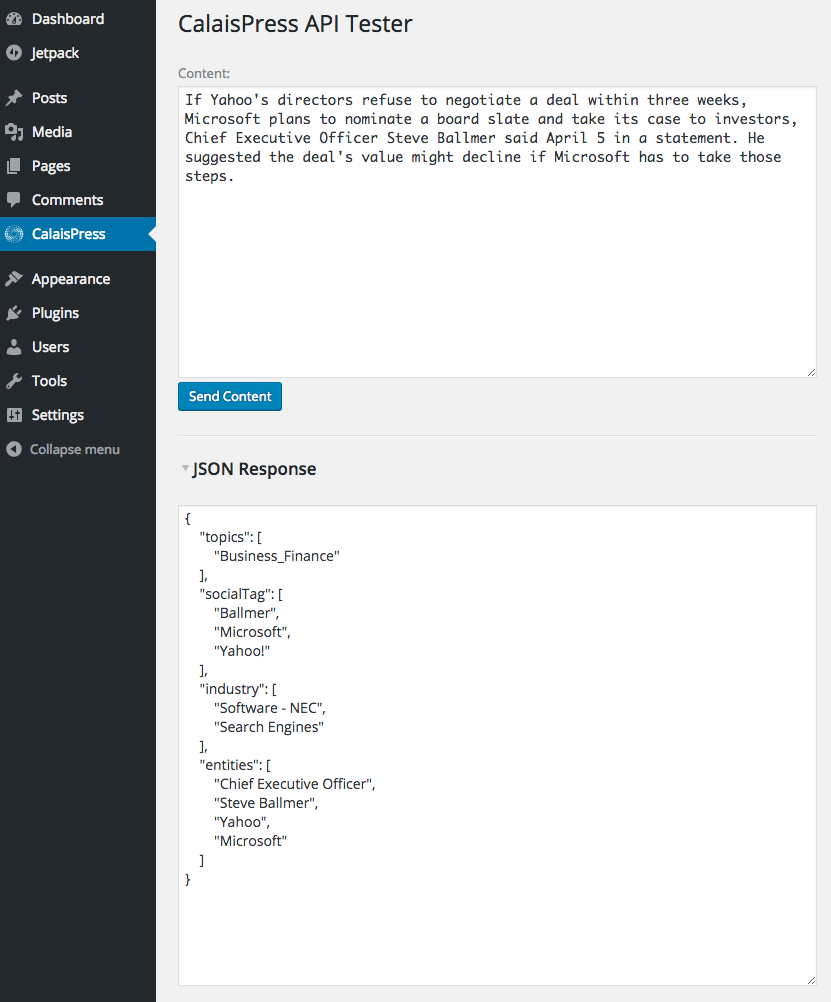 Dashboard
Jetpack
Posts
Media
Pages
Comments
CalaisPress
Appearance
Plugins
Users
Tools
Settings
Collapse menu
CalaisPress API Tester
Content:
If Yahoo's directors refuse to negotiate a deal within three weeks,
Microsoft plans to nominate a board slate and take its case to investors,
Chief Executive Officer Steve Ballmer said April 5 in a statement. He
suggested the deal's value might decline if Microsoft has to take those
steps.
Send Content
JSON Response
{
    "topics": [
        "Business_Finance"
    ],
    "socialTag": [
        "Ballmer",
        "Microsoft",
        "Yahoo!"
    ],
    "industry": [
        "Software - NEC",
        "Search Engines"
    ],
    "entities": [
        "Chief Executive Officer",
        "Steve Ballmer",
        "Yahoo",
        "Microsoft"
    ]
}